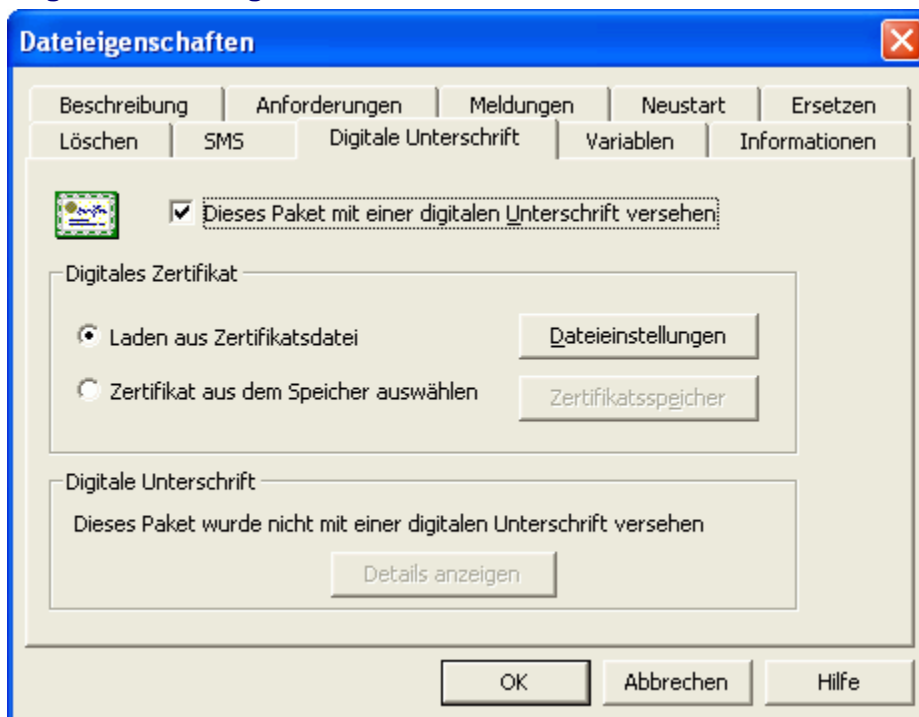 Dateieigenschaften
Beschreibung Anforderungen Meldungen Neustart Ersetzen
Löschen SMS Digitale Unterschrift Variablen Informationen
Dieses Paket mit einer digitalen Unterschrift versehen
Digitales Zertifikat
Laden aus Zertifikatsdatei Dateieinstellungen
Zertifikat aus dem Speicher auswählen Zertifikatsspeicher
Digitale Unterschrift
Dieses Paket wurde nicht mit einer digitalen Unterschrift versehen
Details anzeigen
OK Abbrechen Hilfe